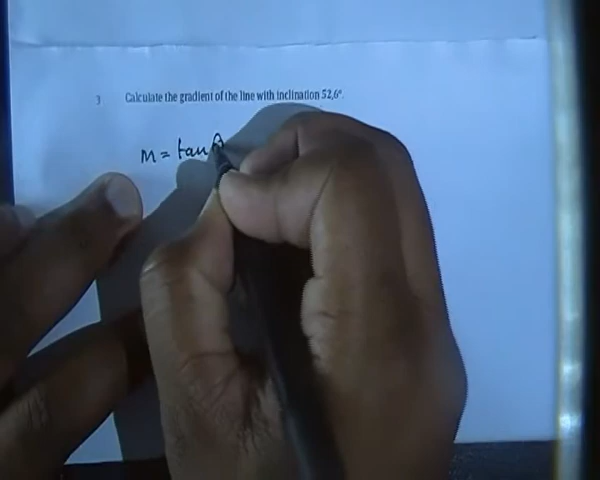 3 Calculate the gradient of the line with inclination 52,6°.
M = tan θ